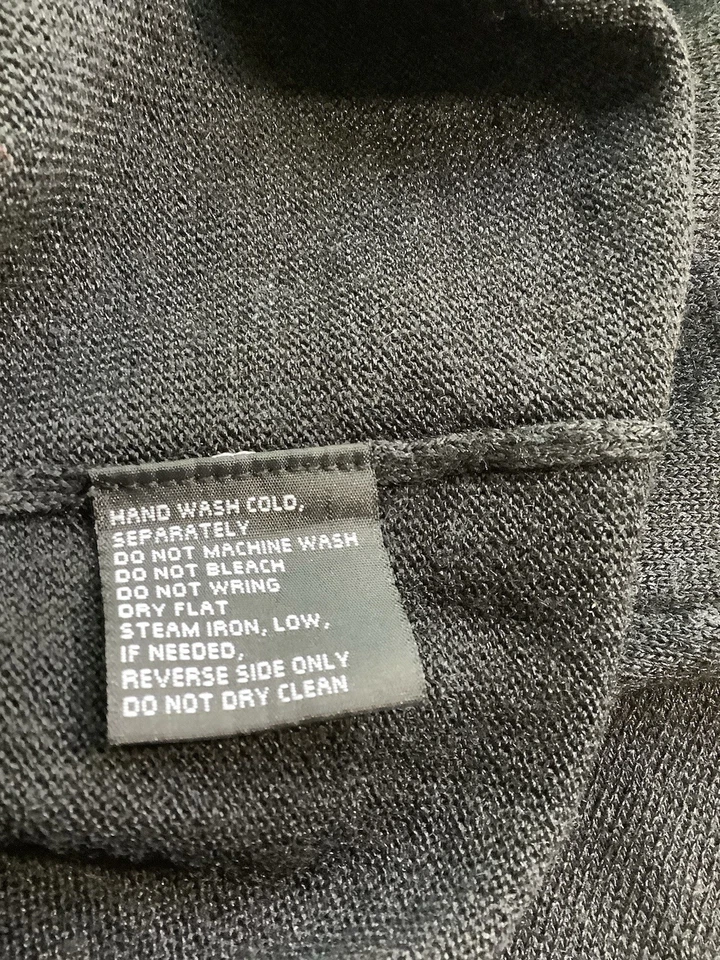 HAND WASH COLD,
SEPARATELY
DO NOT MACHINE WASH
DO NOT BLEACH
DO NOT WRING
DRY FLAT
STEAM IRON, LOW,
IF NEEDED,
REVERSE SIDE ONLY
DO NOT DRY CLEAN